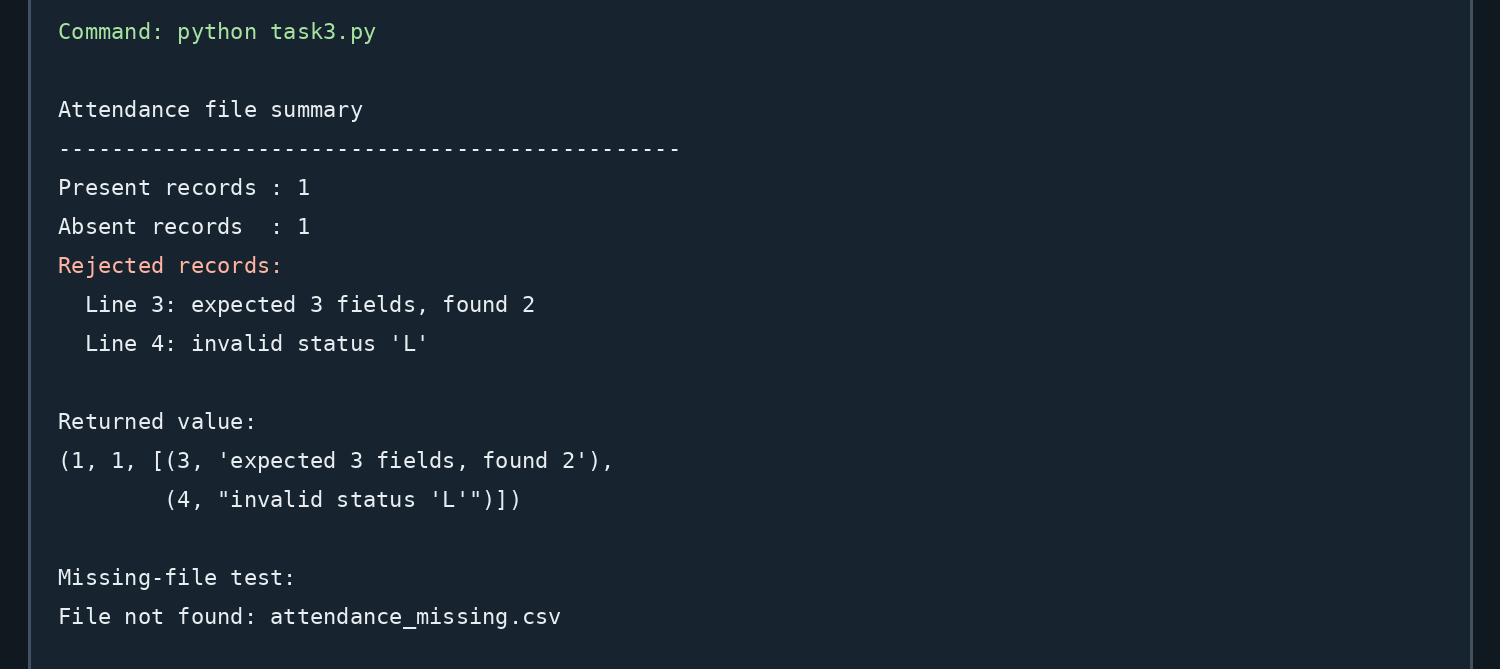 Command: python task3.py
Attendance file summary
-----------------------------------------------
Present records : 1
Absent records  : 1
Rejected records:
  Line 3: expected 3 fields, found 2
  Line 4: invalid status 'L'
Returned value:
(1, 1, [(3, 'expected 3 fields, found 2'),
        (4, "invalid status 'L'")])
Missing-file test:
File not found: attendance_missing.csv